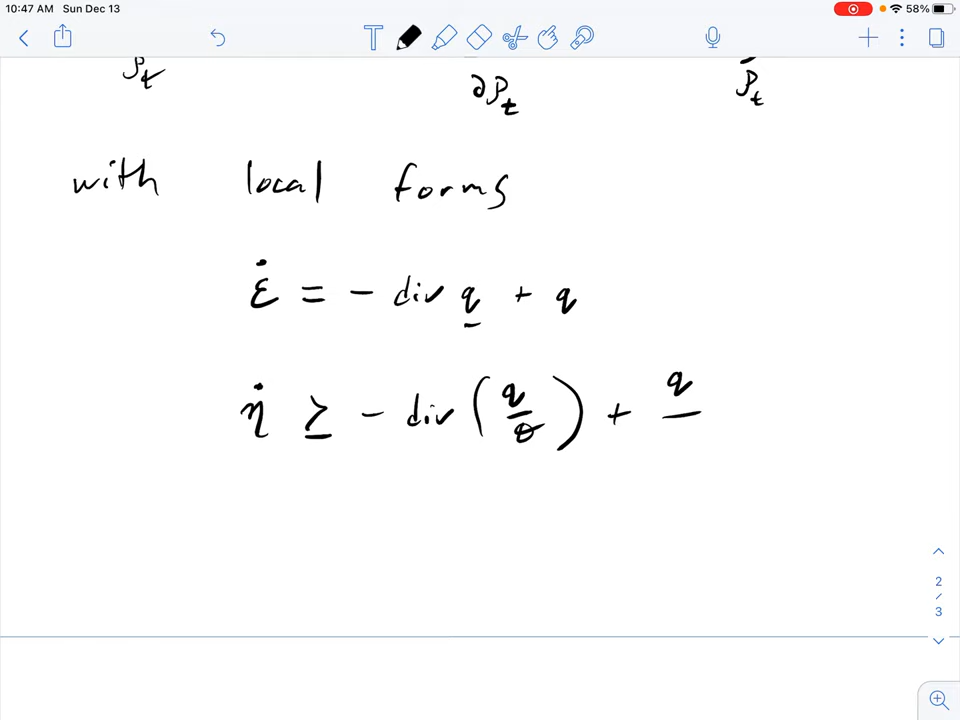 10:47 AM Sun Dec 13 58%
T
𝒫t ∂𝒫t 𝒫t
with local forms
ε̇ = - div q + q
η̇ ≥ - div (q/θ) + q
2
/
3